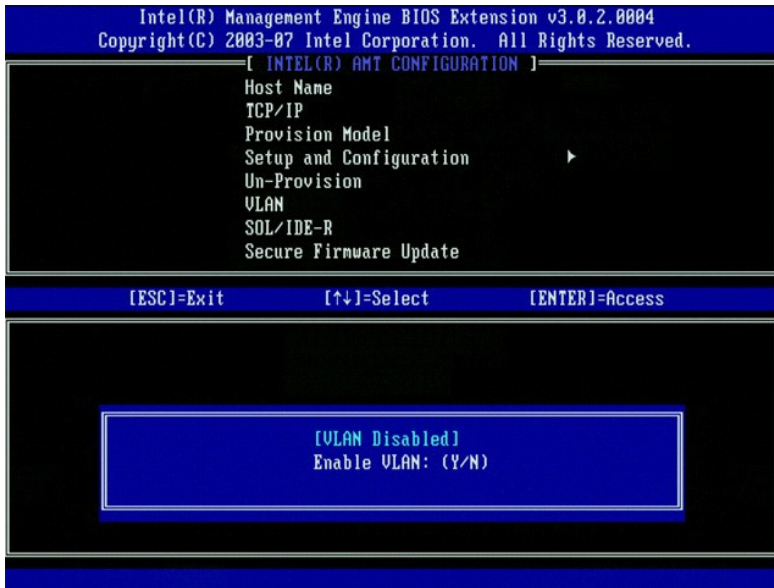 Intel(R) Management Engine BIOS Extension v3.0.2.0004
Copyright(C) 2003-07 Intel Corporation. All Rights Reserved.
[ INTEL(R) AMT CONFIGURATION ]
Host Name
TCP/IP
Provision Model
Setup and Configuration ►
Un-Provision
VLAN
SOL/IDE-R
Secure Firmware Update
[ESC]=Exit [↑↓]=Select [ENTER]=Access
[VLAN Disabled]
Enable VLAN: (Y/N)